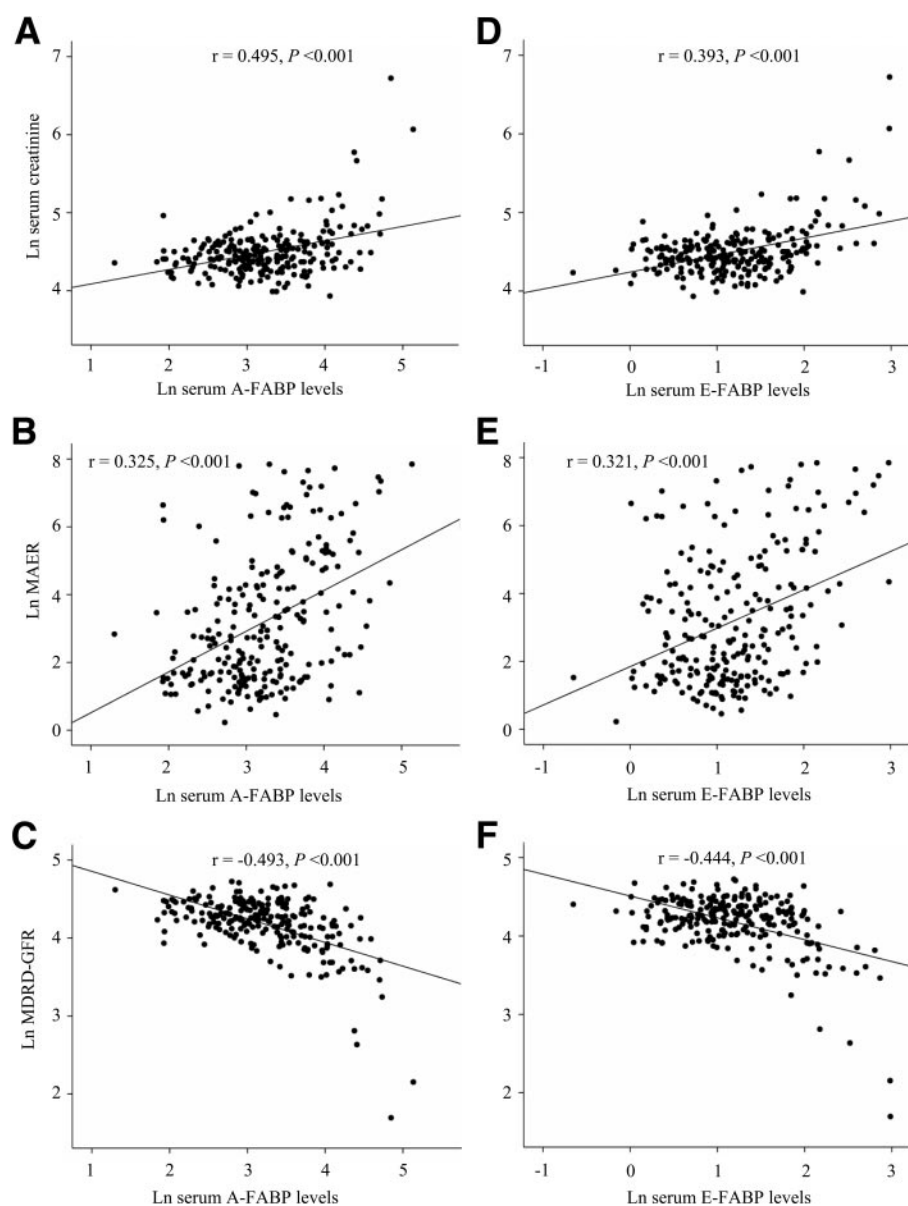 A
r = 0.495, P <0.001
7
6
5
4
Ln serum creatinine
1 2 3 4 5
Ln serum A-FABP levels
D
r = 0.393, P <0.001
7
6
5
4
-1 0 1 2 3
Ln serum E-FABP levels
B
r = 0.325, P <0.001
8
6
4
2
0
Ln MAER
1 2 3 4 5
Ln serum A-FABP levels
E
r = 0.321, P <0.001
8
6
4
2
0
-1 0 1 2 3
Ln serum E-FABP levels
C
r = -0.493, P <0.001
5
4
3
2
Ln MDRD-GFR
1 2 3 4 5
Ln serum A-FABP levels
F
r = -0.444, P <0.001
5
4
3
2
-1 0 1 2 3
Ln serum E-FABP levels